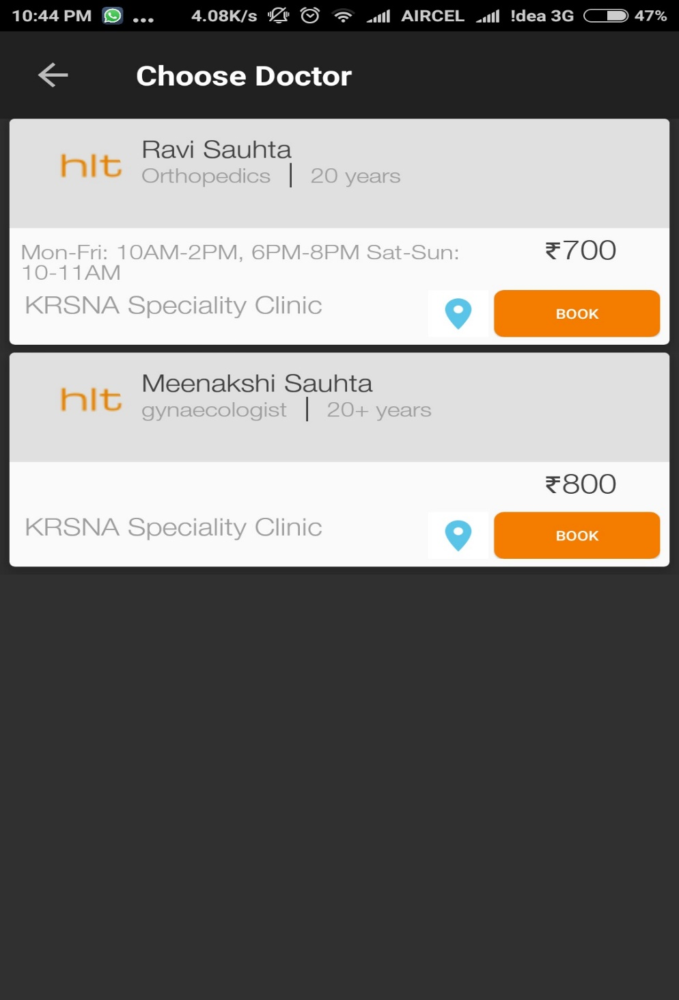 10:44 PM ... 4.08K/s AIRCEL !dea 3G 47%
Choose Doctor
hlt
Ravi Sauhta
Orthopedics | 20 years
Mon-Fri: 10AM-2PM, 6PM-8PM Sat-Sun:
10-11AM
₹700
KRSNA Speciality Clinic
BOOK
hlt
Meenakshi Sauhta
gynaecologist | 20+ years
₹800
KRSNA Speciality Clinic
BOOK